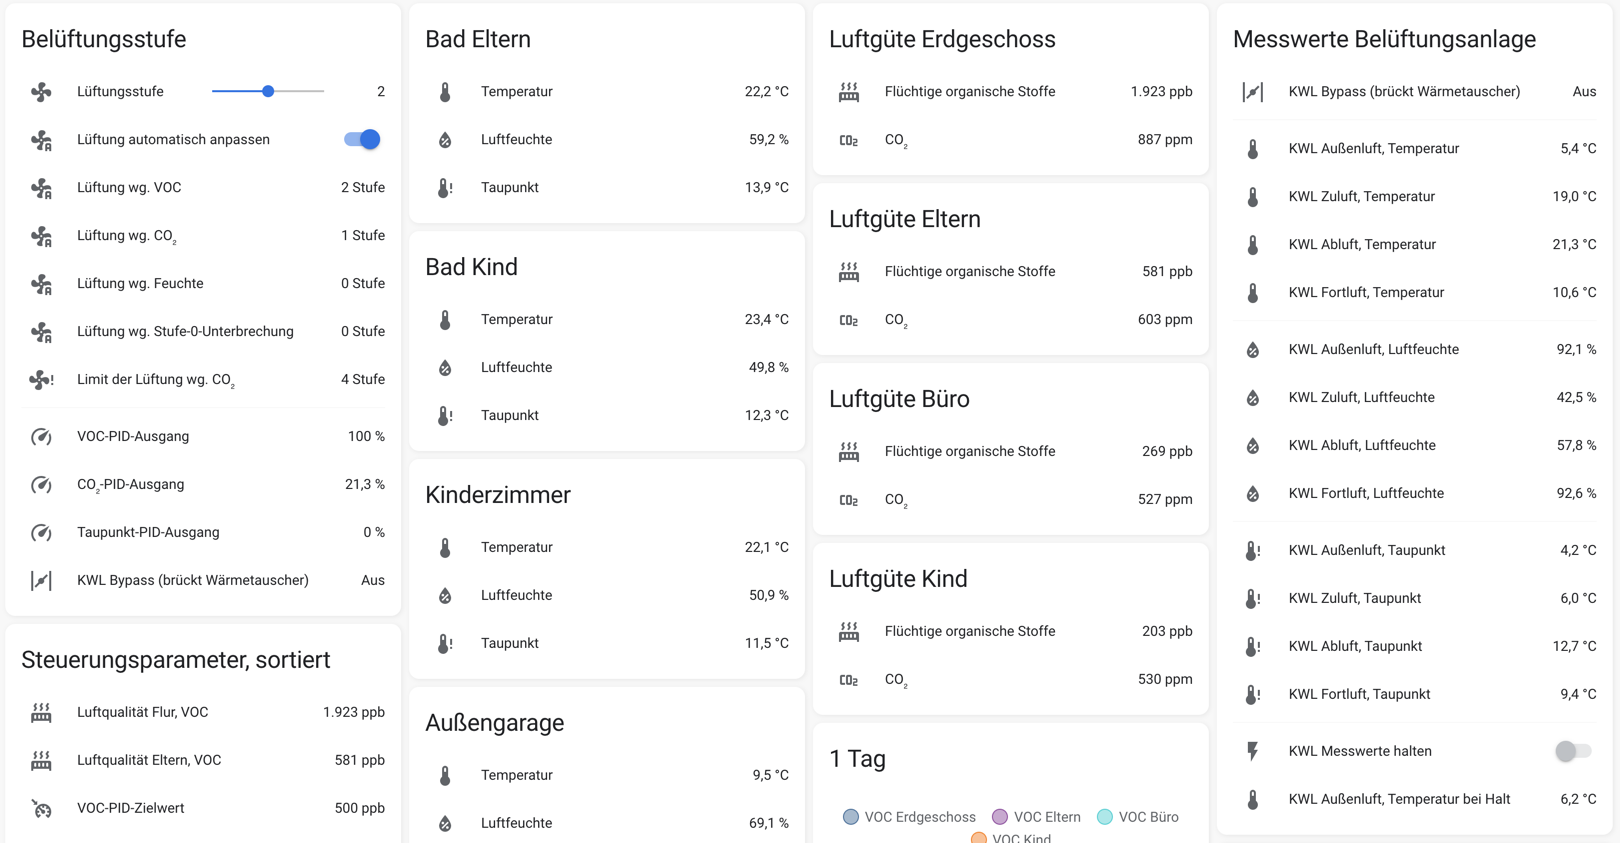 Belüftungsstufe
Lüftungsstufe 2
Lüftung automatisch anpassen
Lüftung wg. VOC 2 Stufe
Lüftung wg. CO₂ 1 Stufe
Lüftung wg. Feuchte 0 Stufe
Lüftung wg. Stufe-0-Unterbrechung 0 Stufe
Limit der Lüftung wg. CO₂ 4 Stufe
VOC-PID-Ausgang 100 %
CO₂-PID-Ausgang 21,3 %
Taupunkt-PID-Ausgang 0 %
KWL Bypass (brückt Wärmetauscher) Aus
Steuerungsparameter, sortiert
Luftqualität Flur, VOC 1.923 ppb
Luftqualität Eltern, VOC 581 ppb
VOC-PID-Zielwert 500 ppb
Bad Eltern
Temperatur 22,2 °C
Luftfeuchte 59,2 %
Taupunkt 13,9 °C
Bad Kind
Temperatur 23,4 °C
Luftfeuchte 49,8 %
Taupunkt 12,3 °C
Kinderzimmer
Temperatur 22,1 °C
Luftfeuchte 50,9 %
Taupunkt 11,5 °C
Außengarage
Temperatur 9,5 °C
Luftfeuchte 69,1 %
Luftgüte Erdgeschoss
Flüchtige organische Stoffe 1.923 ppb
CO₂ CO₂ 887 ppm
Luftgüte Eltern
Flüchtige organische Stoffe 581 ppb
CO₂ CO₂ 603 ppm
Luftgüte Büro
Flüchtige organische Stoffe 269 ppb
CO₂ CO₂ 527 ppm
Luftgüte Kind
Flüchtige organische Stoffe 203 ppb
CO₂ CO₂ 530 ppm
1 Tag
VOC Erdgeschoss VOC Eltern VOC Büro
VOC Kind
Messwerte Belüftungsanlage
KWL Bypass (brückt Wärmetauscher) Aus
KWL Außenluft, Temperatur 5,4 °C
KWL Zuluft, Temperatur 19,0 °C
KWL Abluft, Temperatur 21,3 °C
KWL Fortluft, Temperatur 10,6 °C
KWL Außenluft, Luftfeuchte 92,1 %
KWL Zuluft, Luftfeuchte 42,5 %
KWL Abluft, Luftfeuchte 57,8 %
KWL Fortluft, Luftfeuchte 92,6 %
KWL Außenluft, Taupunkt 4,2 °C
KWL Zuluft, Taupunkt 6,0 °C
KWL Abluft, Taupunkt 12,7 °C
KWL Fortluft, Taupunkt 9,4 °C
KWL Messwerte halten
KWL Außenluft, Temperatur bei Halt 6,2 °C